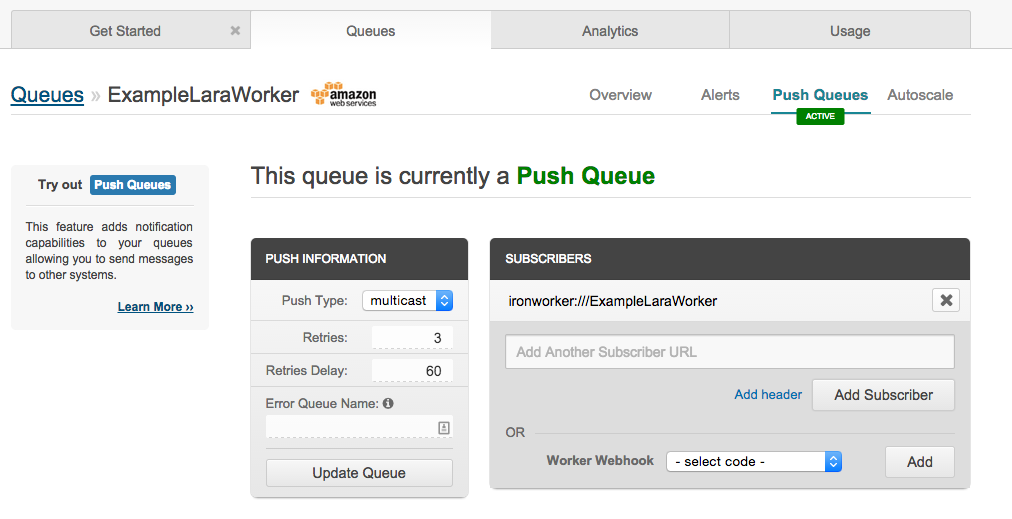 Get Started ×
Queues
Analytics
Usage
Queues » ExampleLaraWorker amazon web services
Overview
Alerts
Push Queues
ACTIVE
Autoscale
Try out Push Queues
This feature adds notification
capabilities to your queues
allowing you to send messages
to other systems.
Learn More ››
This queue is currently a Push Queue
PUSH INFORMATION
Push Type: multicast
Retries: 3
Retries Delay: 60
Error Queue Name:
Update Queue
SUBSCRIBERS
ironworker:///ExampleLaraWorker
Add Another Subscriber URL
Add header
Add Subscriber
OR
Worker Webhook - select code - Add